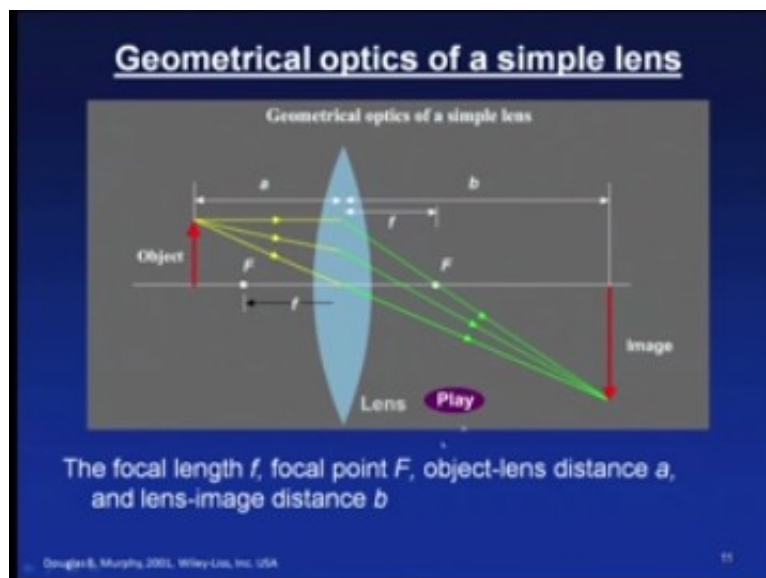 Geometrical optics of a simple lens
Geometrical optics of a simple lens
a
b
f
Object
F
F
f
Image
Lens
Play
The focal length f, focal point F, object-lens distance a,
and lens-image distance b
Douglas B. Murphy, 2001, Wiley-Liss, Inc. USA
11